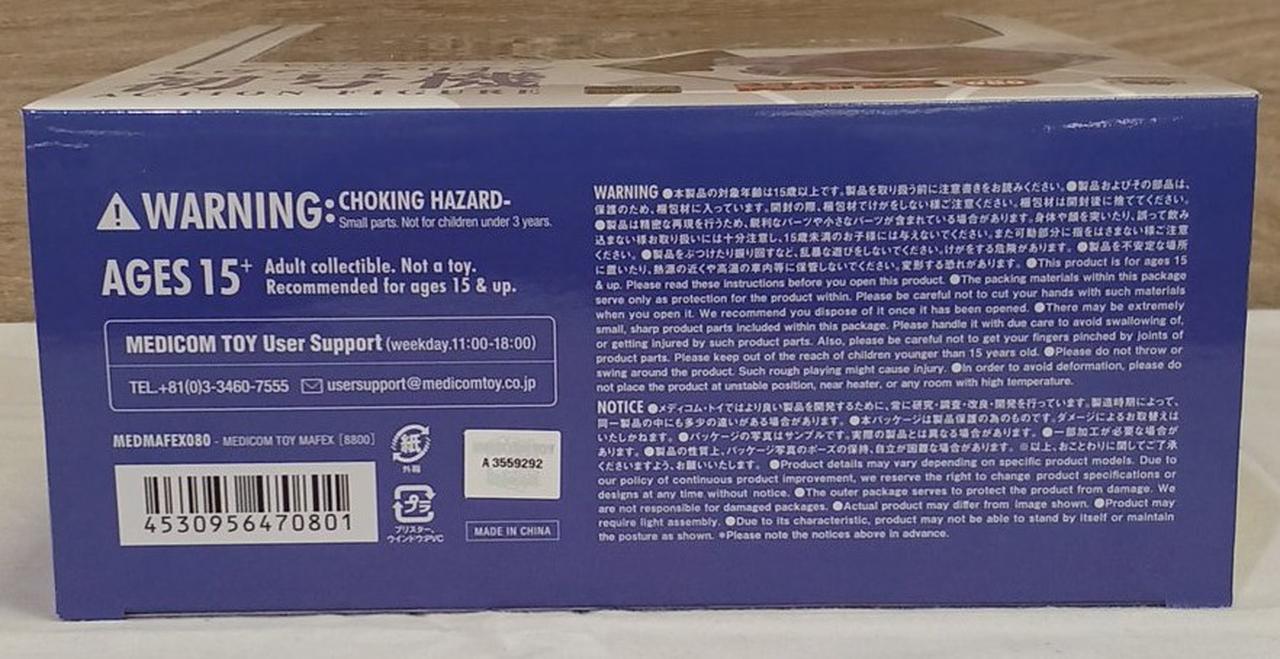 初号機
ACTION FIGURE
WARNING: CHOKING HAZARD-
Small parts. Not for children under 3 years.
AGES 15+ Adult collectible. Not a toy.
Recommended for ages 15 & up.
MEDICOM TOY User Support (weekday.11:00-18:00)
TEL.+81(0)3-3460-7555 usersupport@medicomtoy.co.jp
MEDMAFEX080 - MEDICOM TOY MAFEX [8800]
4530956470801
紙
外箱
プラ
ブリスター、
ウインドウ:PVC
A 3559292
MADE IN CHINA
WARNING ●本製品の対象年齢は15歳以上です。製品を取り扱う前に注意書きをお読みください。●製品およびその部品は、
保護のため、梱包材に入っています。開封の際、梱包材でけがをしない様ご注意ください。梱包材は開封後に捨ててください。
●製品は精密な再現を行うため、鋭利なパーツや小さなパーツが含まれている場合があります。身体や顔を突いたり、誤って飲み
込まない様お取り扱いには十分注意し、15歳未満のお子様には与えないでください。また可動部分に指をはさまない様ご注意
ください。●製品をぶつけたり振り回すなど、乱暴な遊びをしないでください。けがをする危険があります。●製品を不安定な場所
に置いたり、熱源の近くや高温の車内等に保管しないでください。変形する恐れがあります。●This product is for ages 15
& up. Please read these instructions before you open this product. ●The packing materials within this package
serve only as protection for the product within. Please be careful not to cut your hands with such materials
when you open it. We recommend you dispose of it once it has been opened. ●There may be extremely
small, sharp product parts included within this package. Please handle it with due care to avoid swallowing of,
or getting injured by such product parts. Also, please be careful not to get your fingers pinched by joints of
product parts. Please keep out of the reach of children younger than 15 years old. ●Please do not throw or
swing around the product. Such rough playing might cause injury. ●In order to avoid deformation, please do
not place the product at unstable position, near heater, or any room with high temperature.
NOTICE ●メディコム・トイではより良い製品を開発するために、常に研究・調査・改良・開発を行っています。製造時期によって、
同一製品の中にも多少の違いがある場合があります。●本パッケージは製品保護の為のものです。ダメージによるお取替えは
いたしかねます。●パッケージの写真はサンプルです。実際の製品とは異なる場合があります。●一部加工が必要な場合が
あります。●製品の性質上、パッケージ写真のポーズの保持、自立が困難な場合があります。※以上、おことわりに関してご了承
くださいますよう、お願いいたします。●Product details may vary depending on specific product models. Due to
our policy of continuous product improvement, we reserve the right to change product specifications or
designs at any time without notice. ●The outer package serves to protect the product from damage. We
are not responsible for damaged packages. ●Actual product may differ from image shown. ●Product may
require light assembly. ●Due to its characteristic, product may not be able to stand by itself or maintain
the posture as shown. ※Please note the notices above in advance.